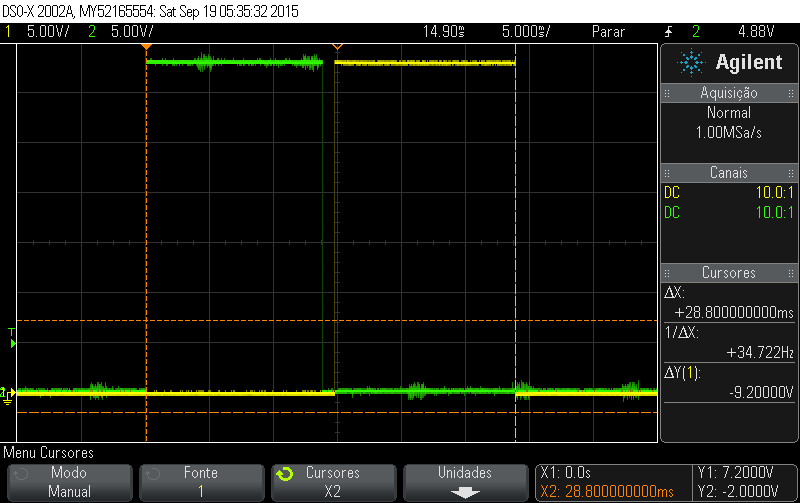 DSO-X 2002A, MY52165554: Sat Sep 19 05:35:32 2015
1 5.00V/ 2 5.00V/ 14.90ms 5.000ms/ Parar 2 4.88V
Agilent
Aquisição
Normal
1.00MSa/s
Canais
DC 10.0:1
DC 10.0:1
Cursores
ΔX:
+28.800000000ms
1/ΔX:
+34.722Hz
ΔY(1):
-9.20000V
T
2
Menu Cursores
Modo
Manual
Fonte
1
Cursores
X2
Unidades
X1: 0.0s
X2: 28.800000000ms
Y1: 7.2000V
Y2: -2.0000V